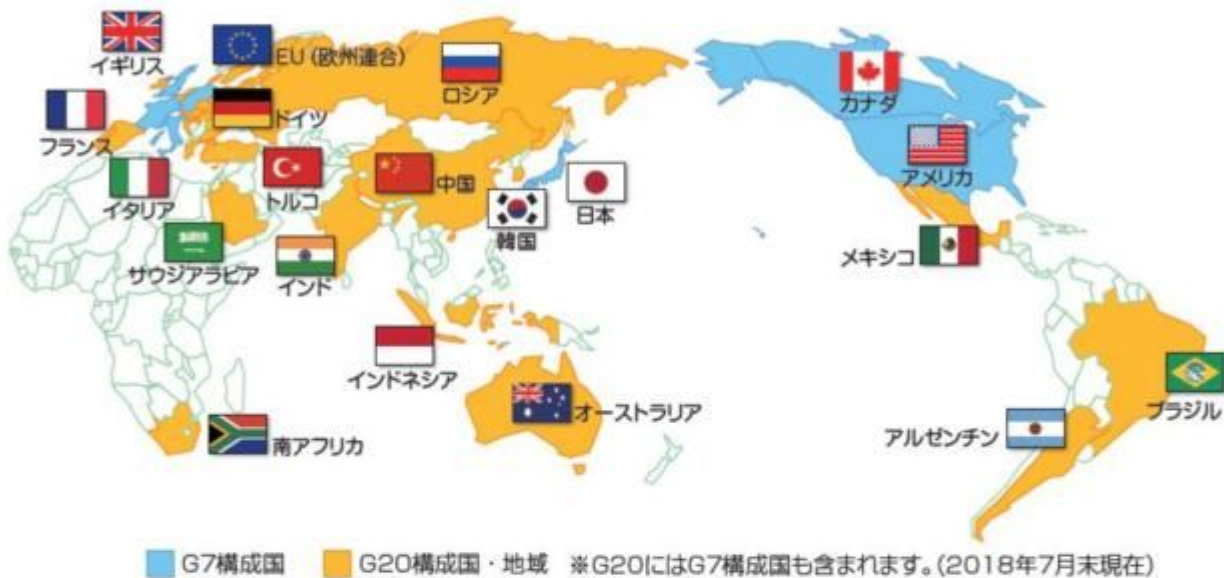 イギリス
EU(欧州連合)
ロシア
カナダ
フランス
ドイツ
アメリカ
イタリア
トルコ
中国
韓国
日本
サウジアラビア
インド
メキシコ
インドネシア
オーストラリア
ブラジル
南アフリカ
アルゼンチン
G7構成国
G20構成国・地域 ※G20にはG7構成国も含まれます。(2018年7月末現在)